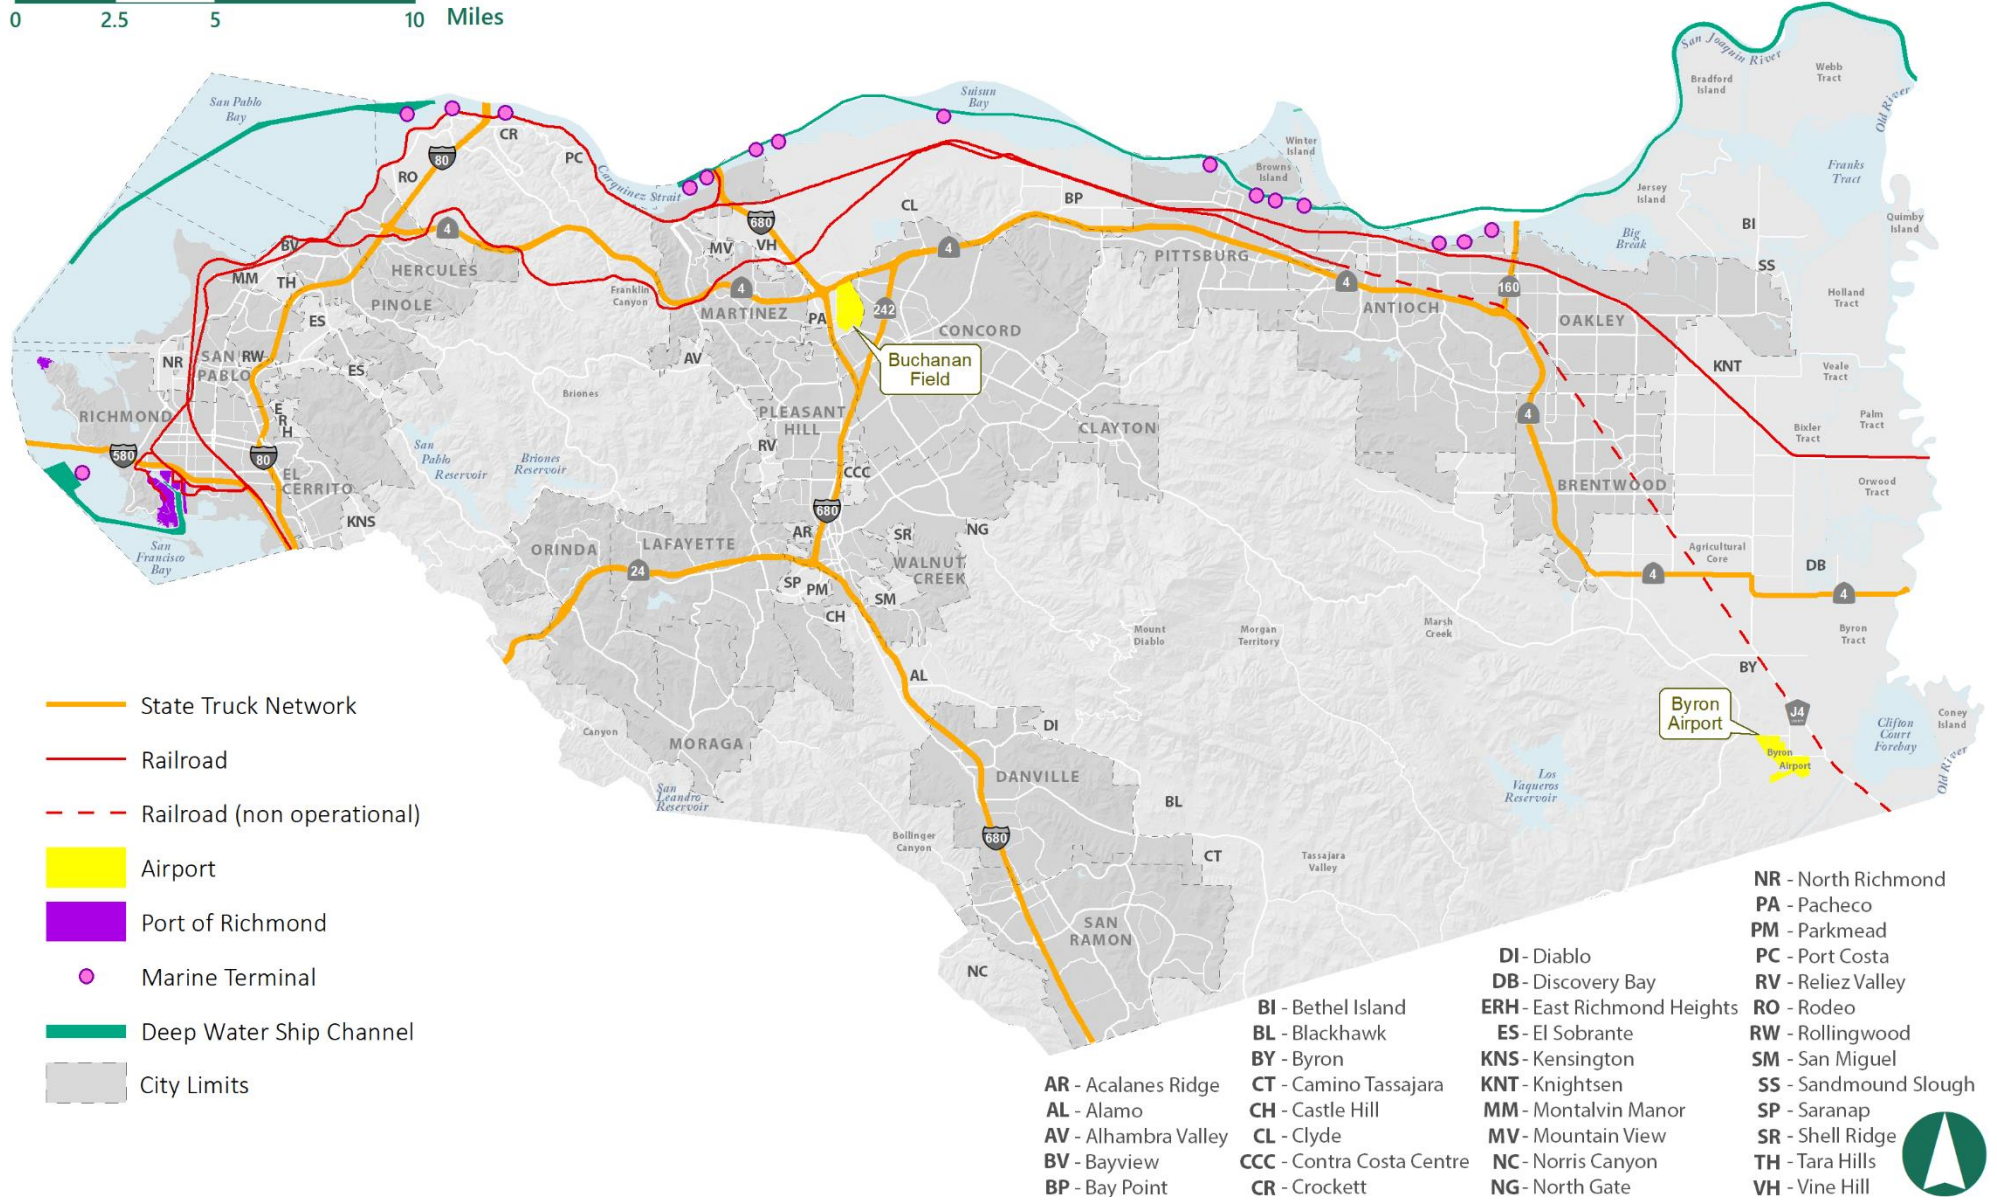 0 2.5 5 10 Miles
San Joaquin River
Webb
Tract
Bradford
Island
Old River
San Pablo
Bay
Suisun
Bay
CR
80
PC
RO
Carquinez Strait
Winter
Island
Browns
Island
Franks
Tract
Jersey
Island
BI
Quimby
Island
Big
Break
SS
BP
CL
680
4
BV
MV
VH
4
PITTSBURG
MM
TH
HERCULES
PINOLE
Franklin
Canyon
4
MARTINEZ
PA
242
CONCORD
4
ANTIOCH
160
OAKLEY
Holland
Tract
ES
NR
SAN
PABLO
RW
ES
AV
Buchanan
Field
KNT
Veale
Tract
Briones
RICHMOND
E
R
H
PLEASANT
HILL
CLAYTON
4
Palm
Tract
Bixler
Tract
580
80
San
Pablo
Reservoir
Briones
Reservoir
RV
CCC
EL
CERRITO
BRENTWOOD
Orwood
Tract
KNS
680
San
Francisco
Bay
ORINDA
LAFAYETTE
AR
SR
NG
WALNUT
CREEK
24
SP
PM
SM
CH
Agricultural
Core
DB
4
4
Mount
Diablo
Morgan
Territory
Marsh
Creek
Byron
Tract
AL
BY
Byron
Airport
J4
Byron
Airport
Clifton
Court
Forebay
Coney
Island
Old River
Canyon
MORAGA
DI
DANVILLE
San
Leandro
Reservoir
BL
Los
Vaqueros
Reservoir
Bollinger
Canyon
680
CT
Tassajara
Valley
SAN
RAMON
NC
State Truck Network
Railroad
Railroad (non operational)
Airport
Port of Richmond
Marine Terminal
Deep Water Ship Channel
City Limits
AR - Acalanes Ridge
AL - Alamo
AV - Alhambra Valley
BV - Bayview
BP - Bay Point
BI - Bethel Island
BL - Blackhawk
BY - Byron
CT - Camino Tassajara
CH - Castle Hill
CL - Clyde
CCC - Contra Costa Centre
CR - Crockett
DI - Diablo
DB - Discovery Bay
ERH - East Richmond Heights
ES - El Sobrante
KNS - Kensington
KNT - Knightsen
MM - Montalvin Manor
MV - Mountain View
NC - Norris Canyon
NG - North Gate
NR - North Richmond
PA - Pacheco
PM - Parkmead
PC - Port Costa
RV - Reliez Valley
RO - Rodeo
RW - Rollingwood
SM - San Miguel
SS - Sandmound Slough
SP - Saranap
SR - Shell Ridge
TH - Tara Hills
VH - Vine Hill